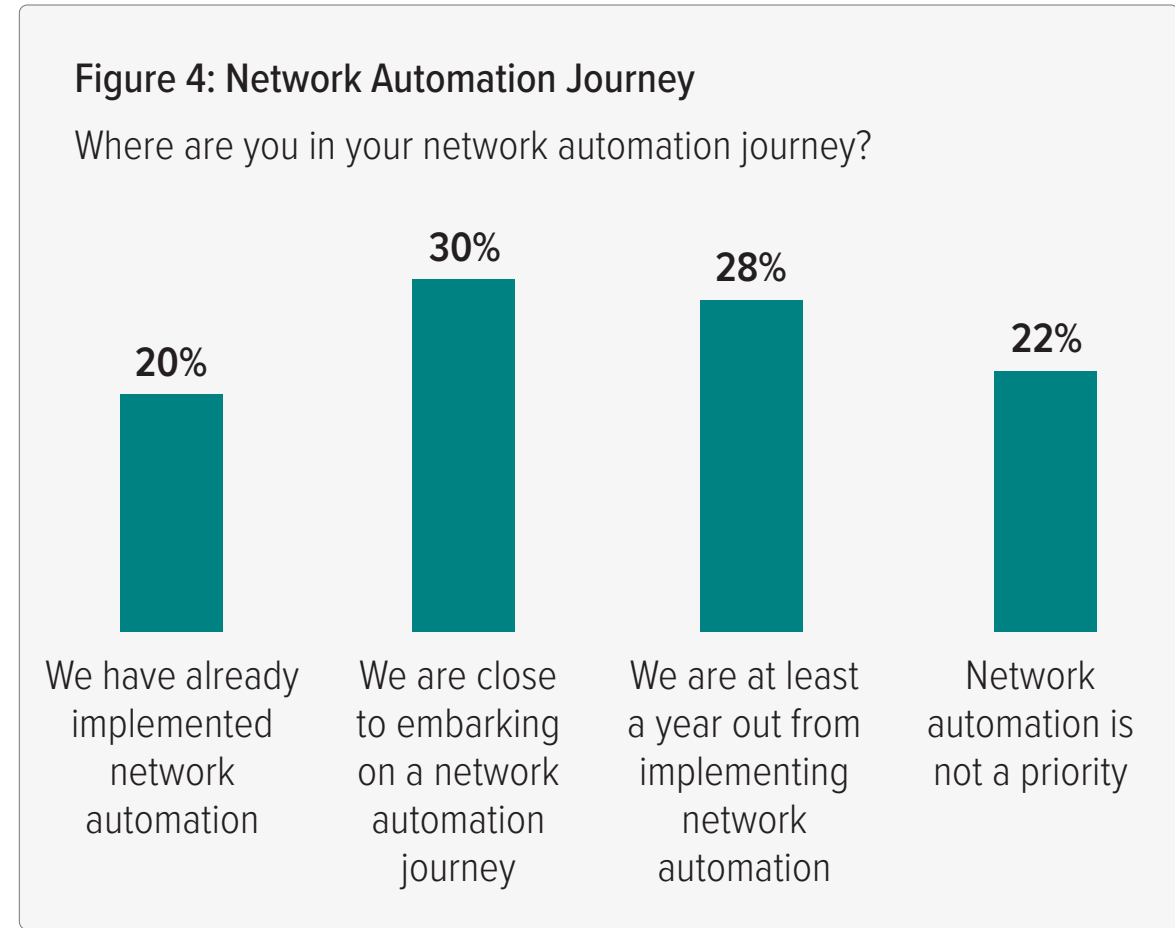 Figure 4: Network Automation Journey
Where are you in your network automation journey?
20%
30%
28%
22%
We have already
implemented
network
automation
We are close
to embarking
on a network
automation
journey
We are at least
a year out from
implementing
network
automation
Network
automation is
not a priority